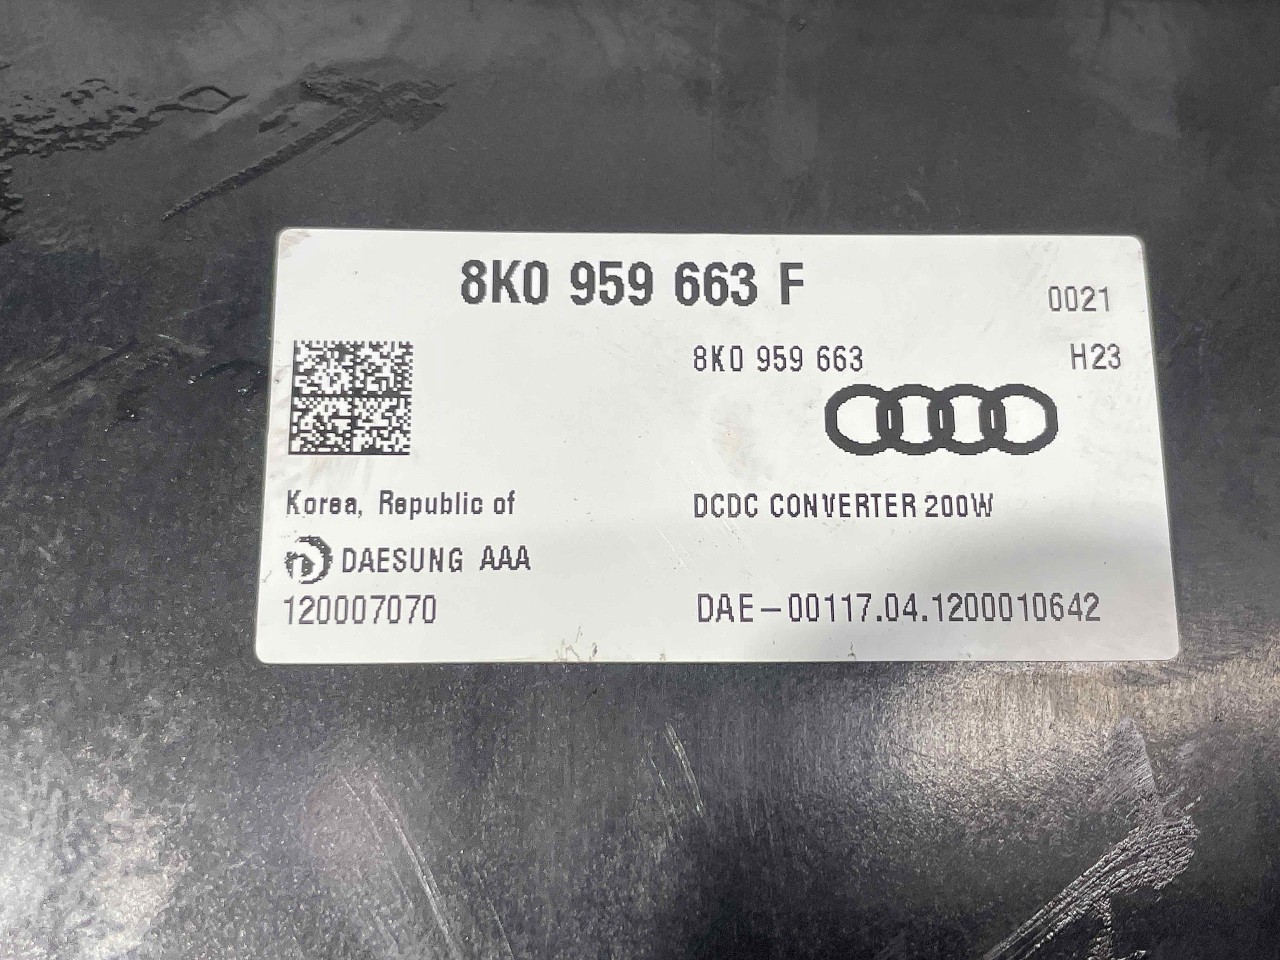 8K0 959 663 F
0021
8K0 959 663
H23
Korea, Republic of
DCDC CONVERTER 200W
DAESUNG AAA
120007070
DAE-00117.04.1200010642